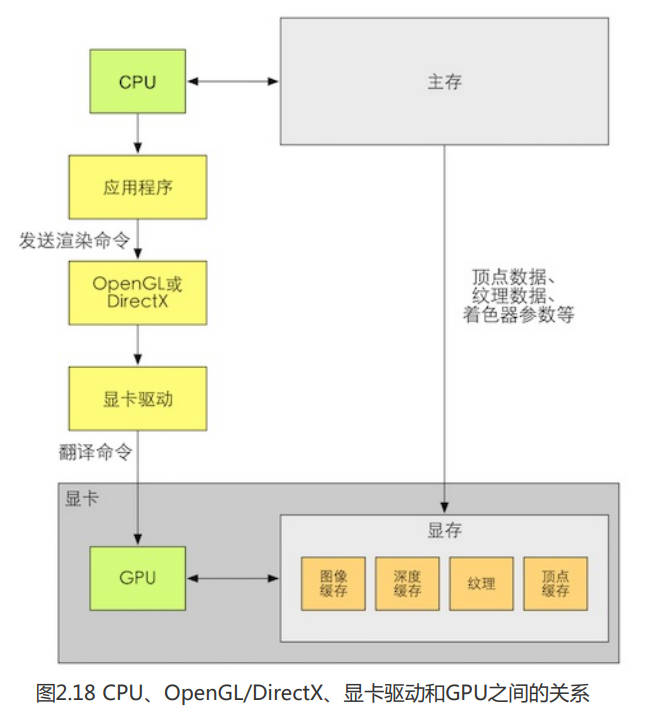 CPU
主存
应用程序
发送渲染命令
OpenGL或
DirectX
顶点数据、
纹理数据、
着色器参数等
显卡驱动
翻译命令
显卡
显存
GPU
图像
缓存
深度
缓存
纹理
顶点
缓存
图2.18 CPU、OpenGL/DirectX、显卡驱动和GPU之间的关系